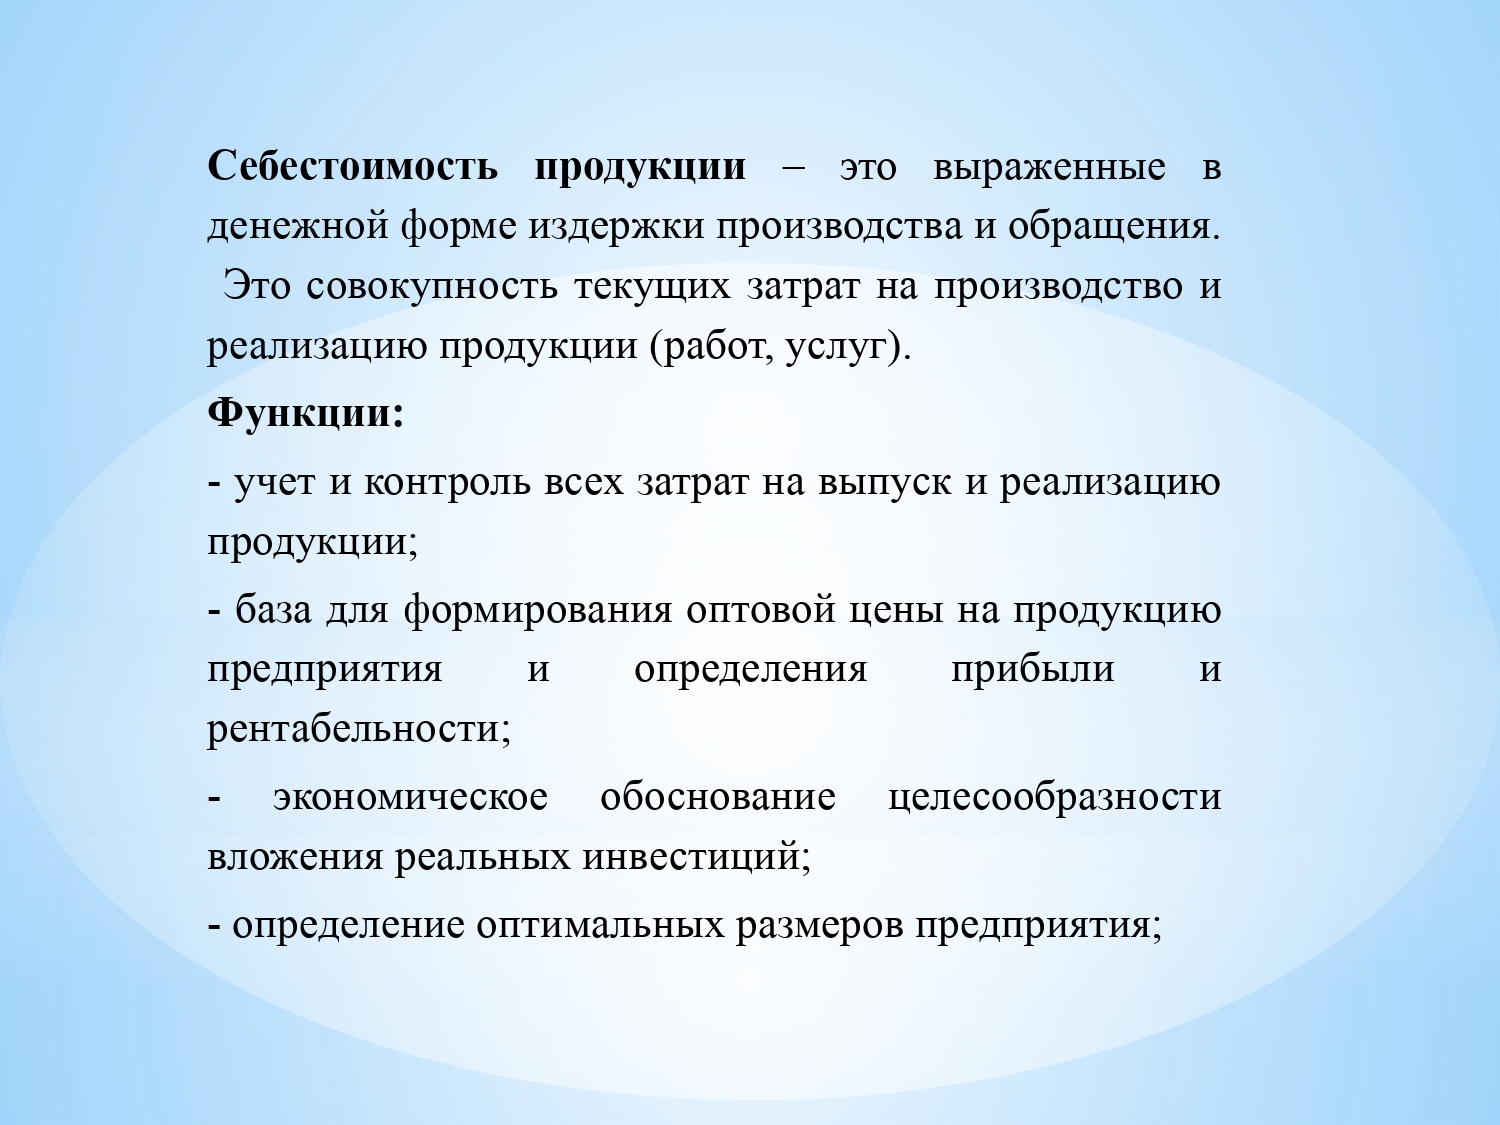 Себестоимость продукции – это выраженные в
денежной форме издержки производства и обращения.
Это совокупность текущих затрат на производство и
реализацию продукции (работ, услуг).
Функции:
- учет и контроль всех затрат на выпуск и реализацию
продукции;
- база для формирования оптовой цены на продукцию
предприятия и определения прибыли и
рентабельности;
- экономическое обоснование целесообразности
вложения реальных инвестиций;
- определение оптимальных размеров предприятия;